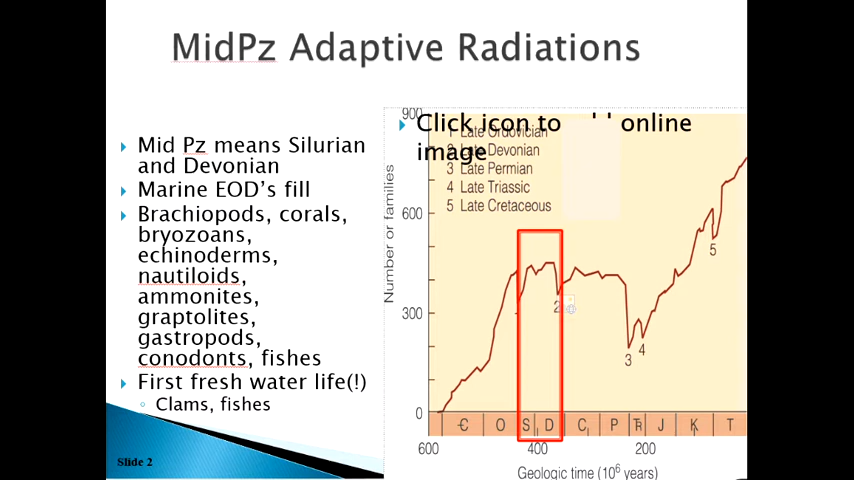 MidPz Adaptive Radiations
Mid Pz means Silurian
and Devonian
Marine EOD's fill
Brachiopods, corals,
bryozoans,
echinoderms,
nautiloids,
ammonites,
graptolites,
gastropods,
conodonts, fishes
First fresh water life(!)
Clams, fishes
Slide 2
Click icon to online
image
900
1 Late Ordovician
2 Late Devonian
3 Late Permian
4 Late Triassic
5 Late Cretaceous
Number of families
600
300
0
2
3
4
5
Є O S D C P Ƭ J K T
600 400 200
Geologic time (10⁶ years)